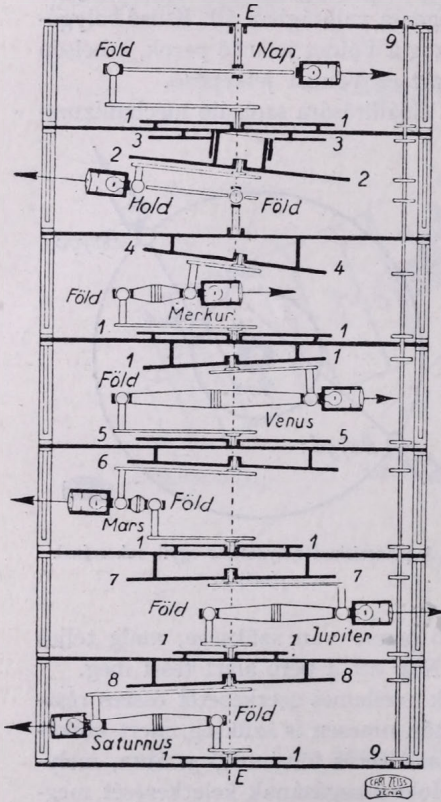 E
9
Föld Nap
1 1
3 3
2 2
Hold Föld
4 4
Föld Merkur
1 1
1 1
Föld Venus
5 5
6 6
Mars Föld
1 1
7 7
Föld Jupiter
1 1
8 8
Föld
Saturnus
1 1 9
E
CARL ZEISS
JENA